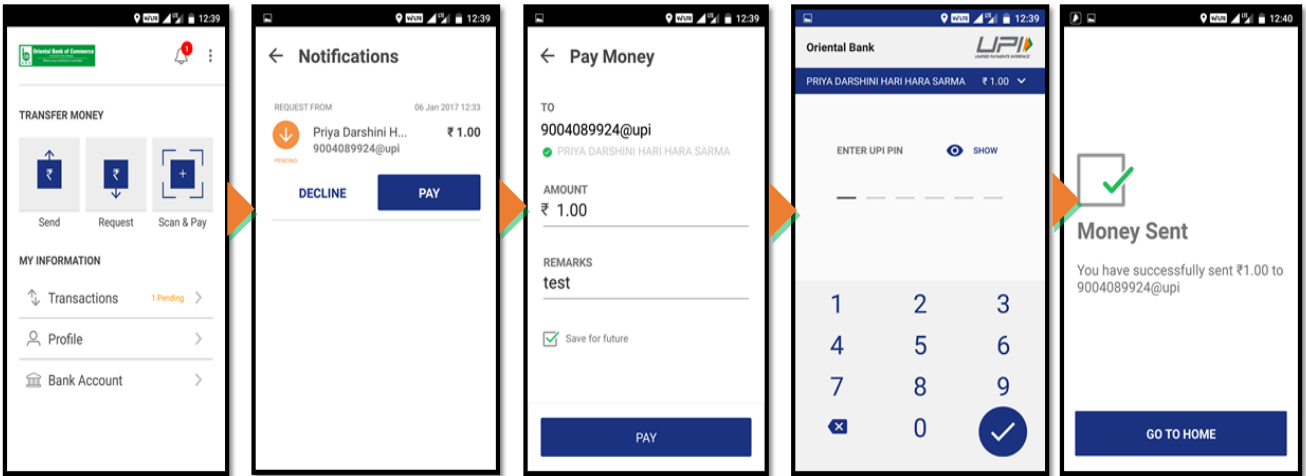 12:39
Oriental Bank of Commerce
1
TRANSFER MONEY
₹
₹
Send
Request
Scan & Pay
MY INFORMATION
Transactions
1 Pending
Profile
Bank Account
12:39
Notifications
REQUEST FROM
06 Jan 2017 12:33
Priya Darshini H...
₹ 1.00
9004089924@upi
PENDING
DECLINE
PAY
12:39
Pay Money
TO
9004089924@upi
PRIYA DARSHINI HARI HARA SARMA
AMOUNT
₹ 1.00
REMARKS
test
Save for future
PAY
12:39
Oriental Bank
UPI
UNIFIED PAYMENTS INTERFACE
PRIYA DARSHINI HARI HARA SARMA
₹ 1.00
ENTER UPI PIN
SHOW
1 2 3
4 5 6
7 8 9
0
12:40
Money Sent
You have successfully sent ₹1.00 to
9004089924@upi
GO TO HOME